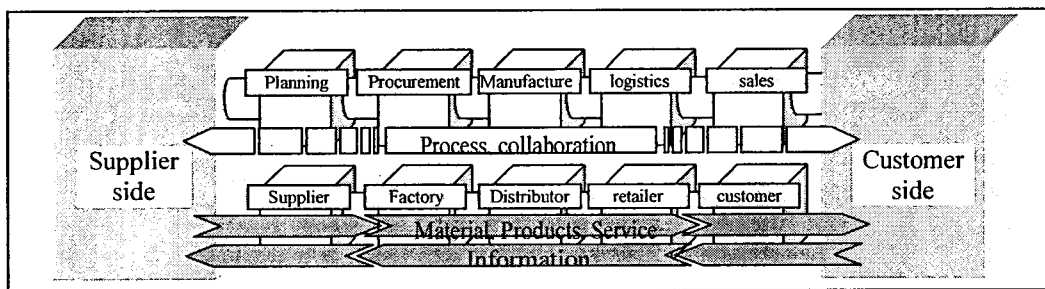 Planning Procurement Manufacture logistics sales
Process, collaboration
Supplier
side
Customer
side
Supplier Factory Distributor retailer customer
Material, Products, Service
Information